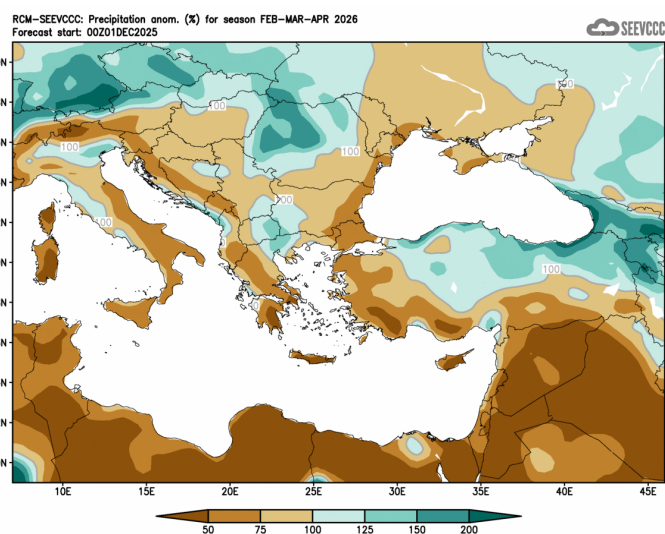 RCM-SEEVCCC: Precipitation anom. (%) for season FEB-MAR-APR 2026
Forecast start: 00Z01DEC2025
SEEVCCC
N
N
100
100
N
100
100
N
100
N
100
N
100
N
N
N
N
N
10E 15E 20E 25E 30E 35E 40E 45E
50 75 100 125 150 200